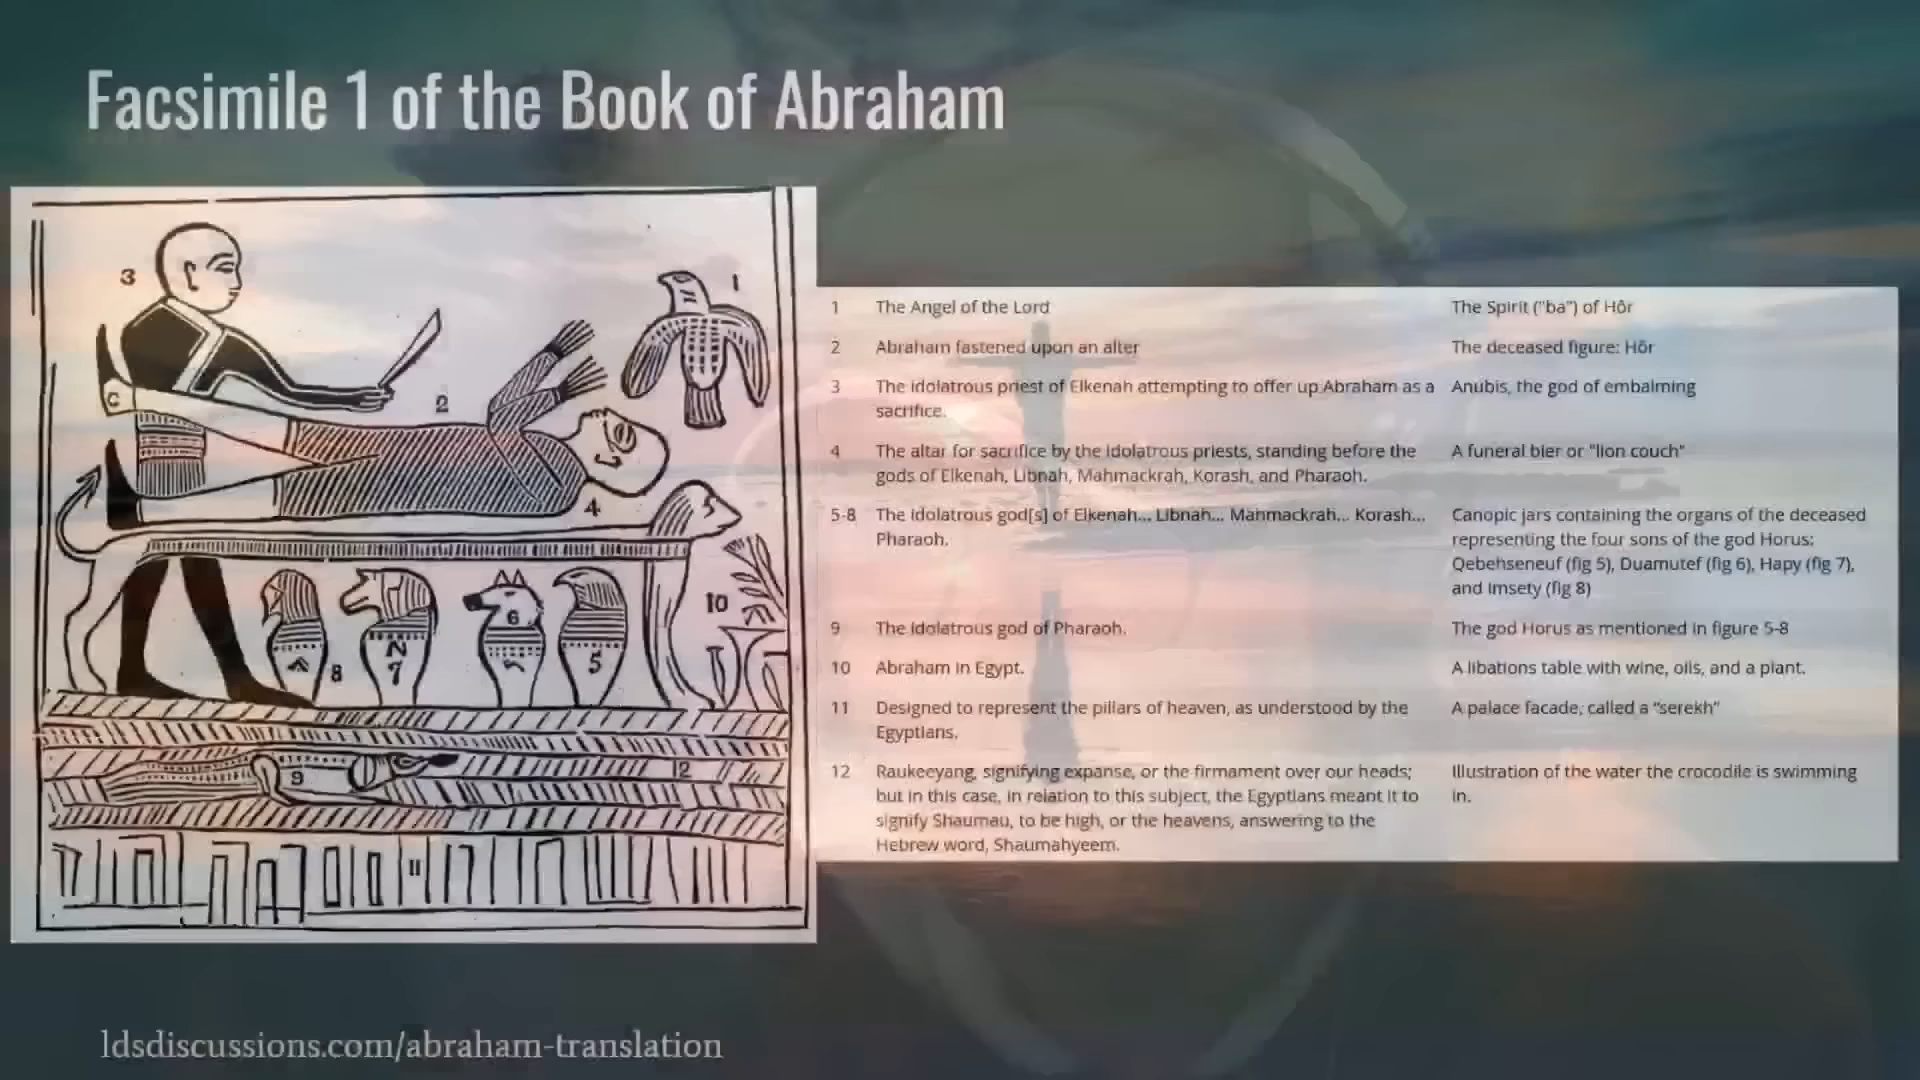 Facsimile 1 of the Book of Abraham
3
1
C
2
4
10
6
N
7
8
5
9
12
11
1 The Angel of the Lord The Spirit ("ba") of Hôr
2 Abraham fastened upon an alter The deceased figure: Hôr
3 The idolatrous priest of Elkenah attempting to offer up Abraham as a Anubis, the god of embalming
sacrifice.
4 The altar for sacrifice by the idolatrous priests, standing before the A funeral bier or "lion couch"
gods of Elkenah, Libnah, Mahmackrah, Korash, and Pharaoh.
5-8 The idolatrous god[s] of Elkenah... Libnah... Mahmackrah... Korash... Canopic jars containing the organs of the deceased
Pharaoh. representing the four sons of the god Horus:
Qebehseneuf (fig 5), Duamutef (fig 6), Hapy (fig 7),
and Imsety (fig 8)
9 The idolatrous god of Pharaoh. The god Horus as mentioned in figure 5-8
10 Abraham in Egypt. A libations table with wine, oils, and a plant.
11 Designed to represent the pillars of heaven, as understood by the A palace facade, called a "serekh"
Egyptians.
12 Raukeeyang, signifying expanse, or the firmament over our heads; Illustration of the water the crocodile is swimming
but in this case, in relation to this subject, the Egyptians meant it to in.
signify Shaumau, to be high, or the heavens, answering to the
Hebrew word, Shaumahyeem.
ldsdiscussions.com/abraham-translation